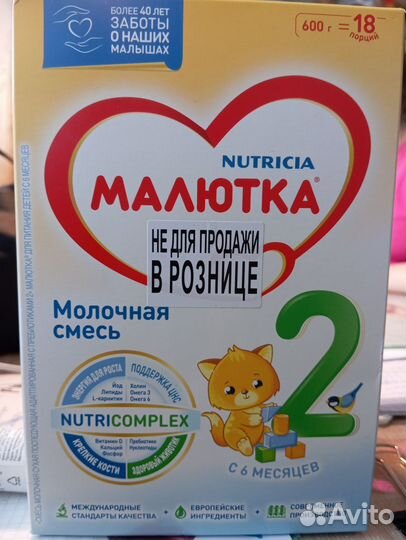 БОЛЕЕ 40 ЛЕТ
ЗАБОТЫ
О НАШИХ
МАЛЫШАХ
600 г = 18 порций
NUTRICIA
МАЛЮТКА®
НЕ ДЛЯ ПРОДАЖИ
В РОЗНИЦЕ
Молочная
смесь
2
ЭНЕРГИЯ ДЛЯ РОСТА
ПОДДЕРЖКА ЦНС
Йод
Липиды
L-карнитин
Холин
Омега 3
Омега 6
NUTRICOMPLEX
Витамин D
Кальций
Фосфор
Пребиотики
Нуклеотиды
КРЕПКИЕ КОСТИ
ЗДОРОВЫЙ ЖИВОТИК
С 6 МЕСЯЦЕВ
МЕЖДУНАРОДНЫЕ
СТАНДАРТЫ КАЧЕСТВА
+
ЕВРОПЕЙСКИЕ
ИНГРЕДИЕНТЫ
+
СОВРЕМЕННОЕ
Avito